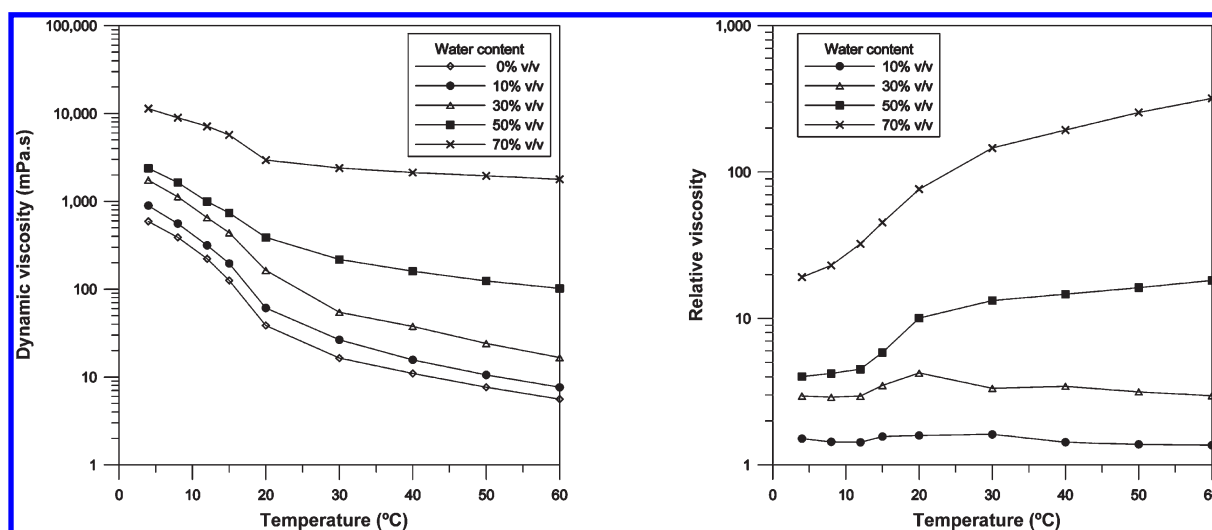 100,000
10,000
1,000
100
10
1
Dynamic viscosity (mPa.s)
Water content
0% v/v
10% v/v
30% v/v
50% v/v
70% v/v
0 10 20 30 40 50 60
Temperature (ºC)
1,000
100
10
1
Relative viscosity
Water content
10% v/v
30% v/v
50% v/v
70% v/v
0 10 20 30 40 50 60
Temperature (ºC)